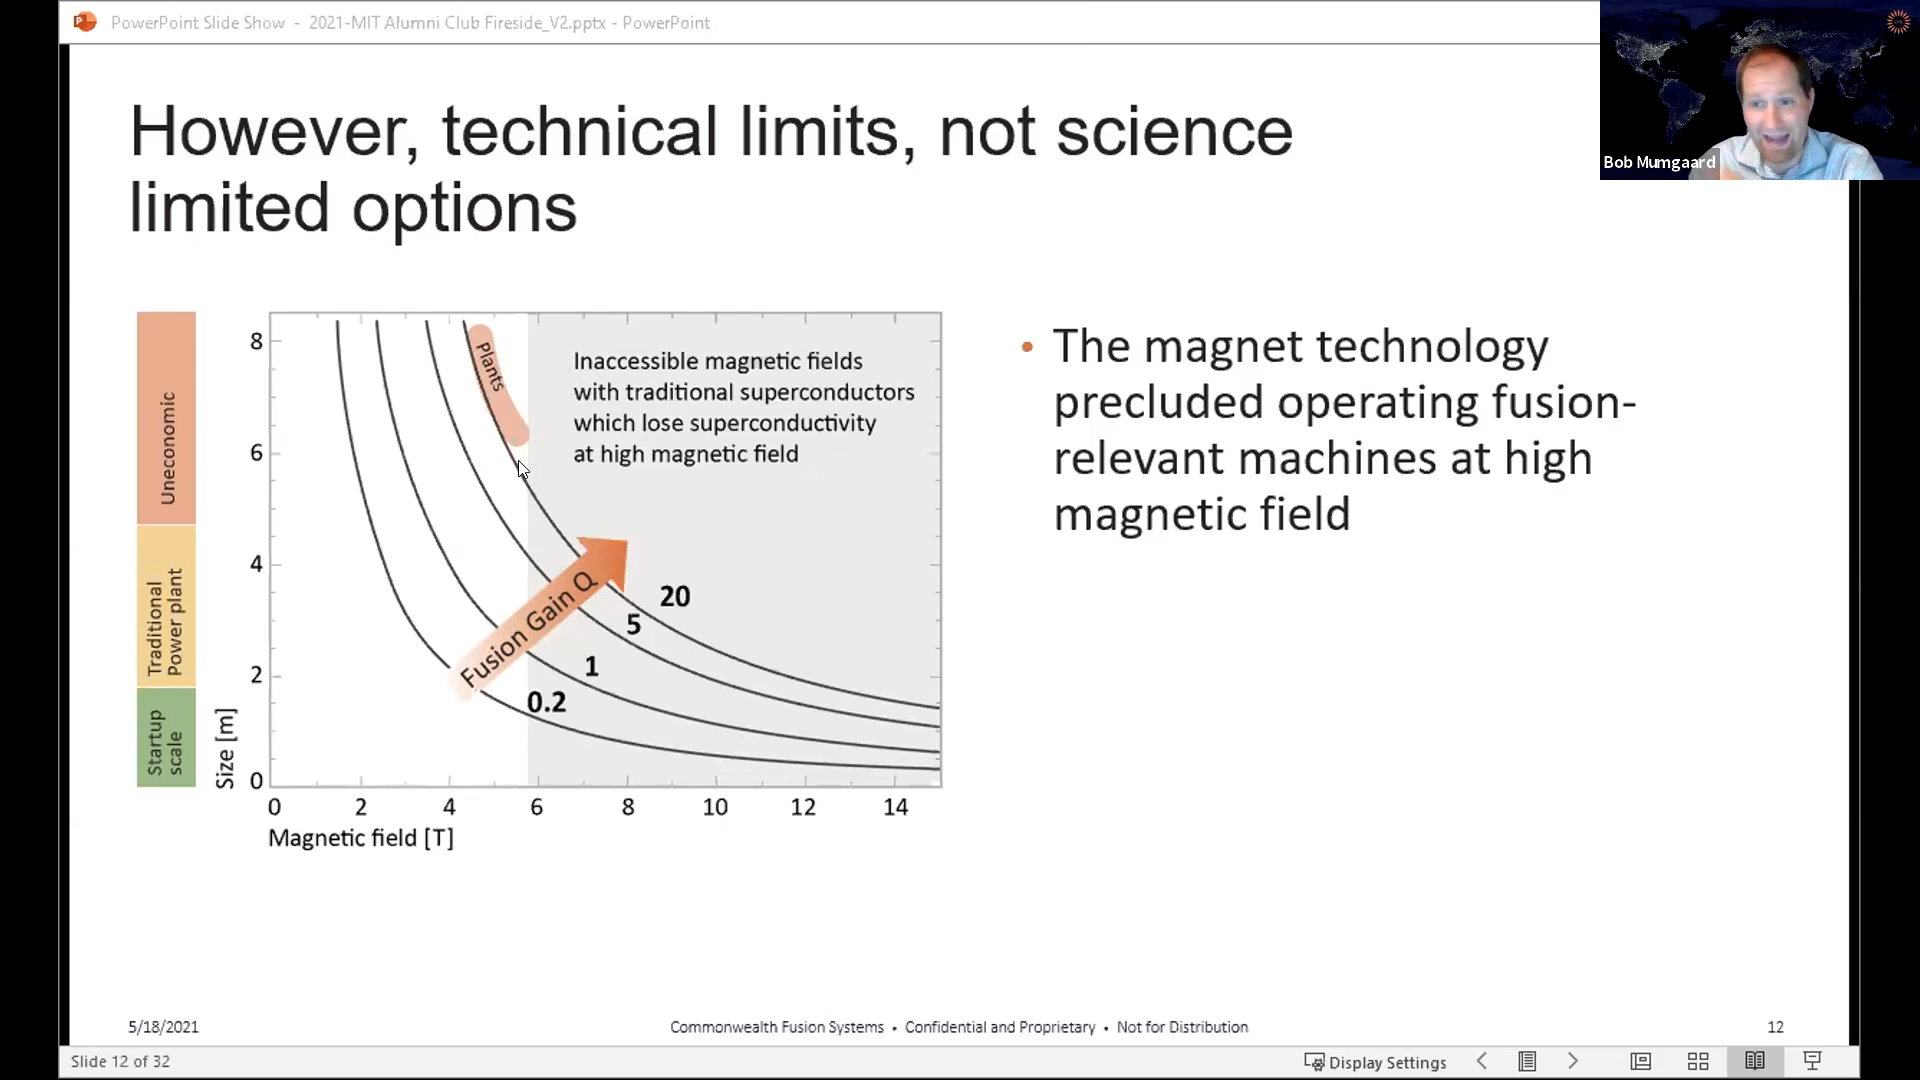 PowerPoint Slide Show - 2021-MIT Alumni Club Fireside_V2.pptx - PowerPoint
Bob Mumgaard
However, technical limits, not science
limited options
Uneconomic
Traditional
Power plant
Startup
scale
Size [m]
8
6
4
2
0
Plants
Inaccessible magnetic fields
with traditional superconductors
which lose superconductivity
at high magnetic field
Fusion Gain Q
20
5
1
0.2
0 2 4 6 8 10 12 14
Magnetic field [T]
• The magnet technology
precluded operating fusion-
relevant machines at high
magnetic field
5/18/2021
Commonwealth Fusion Systems • Confidential and Proprietary • Not for Distribution
12
Slide 12 of 32
Display Settings